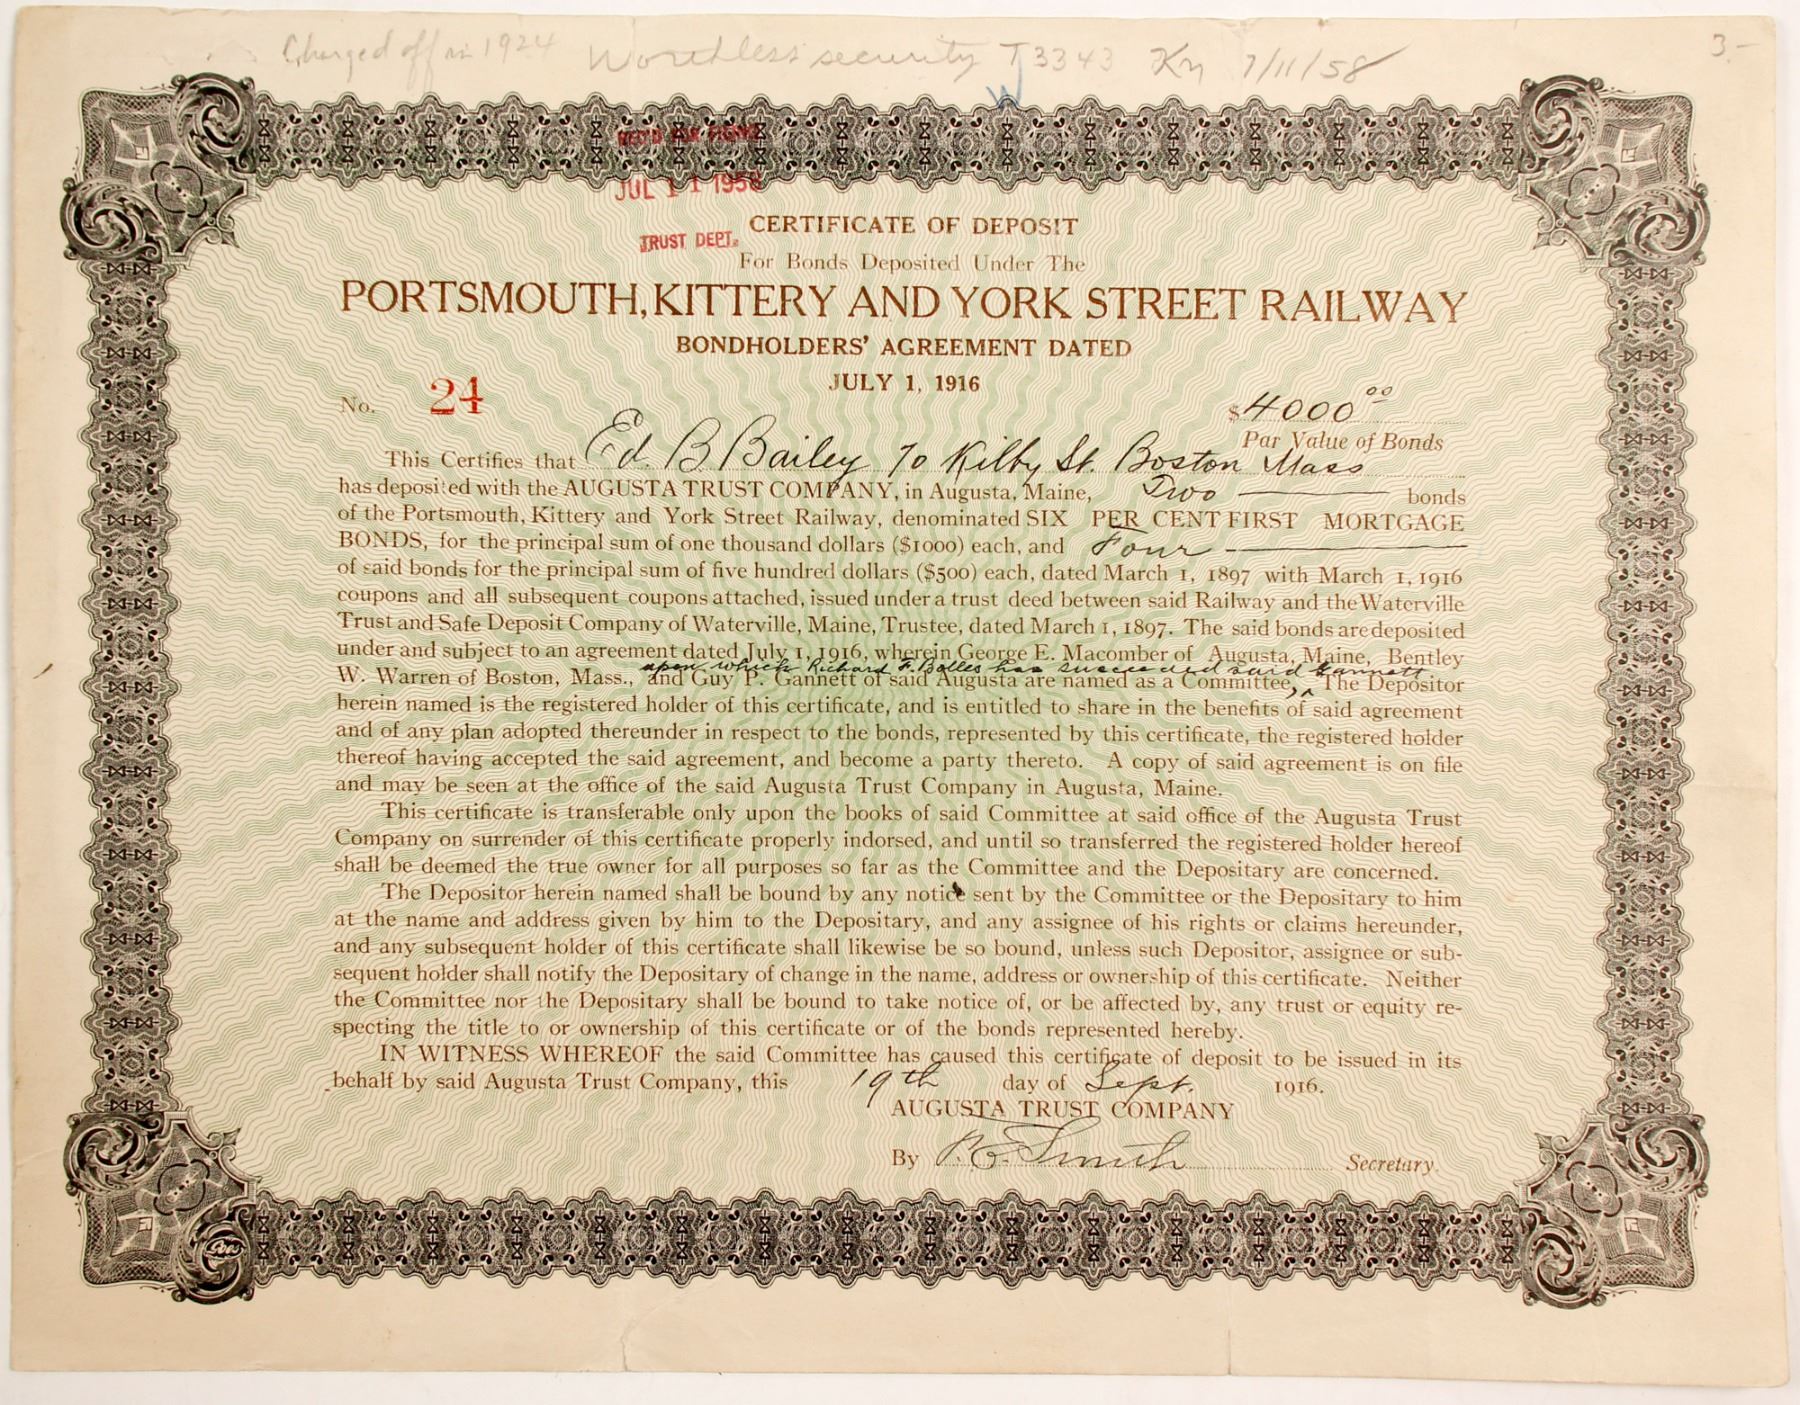 Charged off in 1924 Worthless security T3343 7/11/58
3-
W
REC'D FOR
JUL 11 1958
TRUST DEPT.
CERTIFICATE OF DEPOSIT
For Bonds Deposited Under The
PORTSMOUTH, KITTERY AND YORK STREET RAILWAY
BONDHOLDERS' AGREEMENT DATED
JULY 1, 1916
No. 24
$4000.00
Par Value of Bonds
This Certifies that Ed. B Bailey 70 Kilby St. Boston Mass
has deposited with the AUGUSTA TRUST COMPANY, in Augusta, Maine, Two bonds
of the Portsmouth, Kittery and York Street Railway, denominated SIX PER CENT FIRST MORTGAGE
BONDS, for the principal sum of one thousand dollars ($1000) each, and Four
of said bonds for the principal sum of five hundred dollars ($500) each, dated March 1, 1897 with March 1, 1916
coupons and all subsequent coupons attached, issued under a trust deed between said Railway and the Waterville
Trust and Safe Deposit Company of Waterville, Maine, Trustee, dated March 1, 1897. The said bonds are deposited
under and subject to an agreement dated July 1, 1916, wherein George E. Macomber of Augusta, Maine, Bentley
upon which Richard F. Bolles has succeeded said Gannett
W. Warren of Boston, Mass., and Guy P. Gannett of said Augusta are named as a Committee, The Depositor
herein named is the registered holder of this certificate, and is entitled to share in the benefits of said agreement
and of any plan adopted thereunder in respect to the bonds, represented by this certificate, the registered holder
thereof having accepted the said agreement, and become a party thereto. A copy of said agreement is on file
and may be seen at the office of the said Augusta Trust Company in Augusta, Maine.
This certificate is transferable only upon the books of said Committee at said office of the Augusta Trust
Company on surrender of this certificate properly indorsed, and until so transferred the registered holder hereof
shall be deemed the true owner for all purposes so far as the Committee and the Depositary are concerned.
The Depositor herein named shall be bound by any notice sent by the Committee or the Depositary to him
at the name and address given by him to the Depositary, and any assignee of his rights or claims hereunder,
and any subsequent holder of this certificate shall likewise be so bound, unless such Depositor, assignee or sub-
sequent holder shall notify the Depositary of change in the name, address or ownership of this certificate. Neither
the Committee nor the Depositary shall be bound to take notice of, or be affected by, any trust or equity re-
specting the title to or ownership of this certificate or of the bonds represented hereby.
IN WITNESS WHEREOF the said Committee has caused this certificate of deposit to be issued in its
behalf by said Augusta Trust Company, this 19th day of Sept. 1916.
AUGUSTA TRUST COMPANY
By R. E. Smith Secretary.